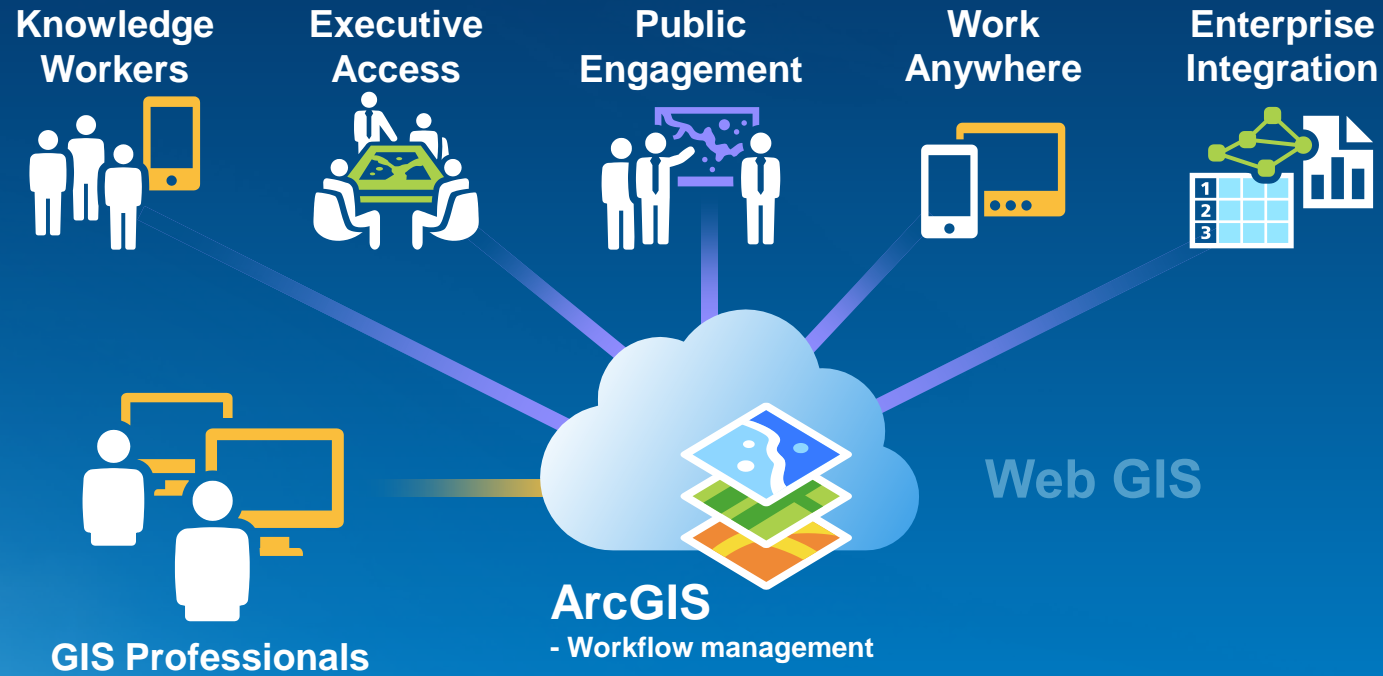 Knowledge
Workers
Executive
Access
Public
Engagement
Work
Anywhere
Enterprise
Integration
1
2
3
Web GIS
ArcGIS
- Workflow management
GIS Professionals